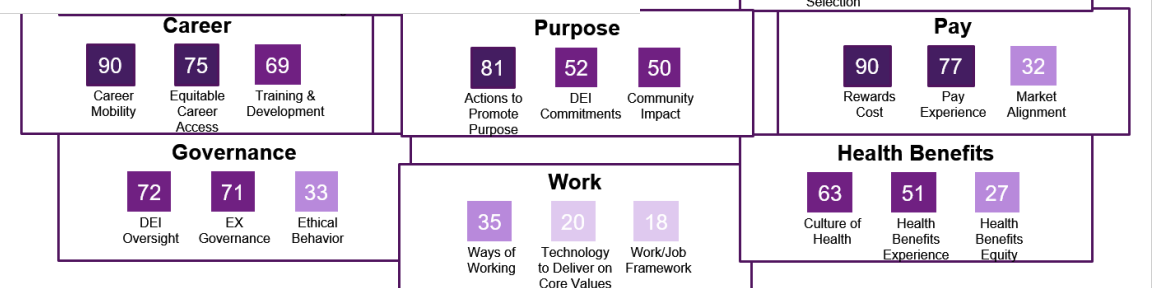 Selection
Career
90 75 69
Career Mobility
Equitable Career Access
Training & Development
Purpose
81 52 50
Actions to Promote Purpose
DEI Commitments
Community Impact
Pay
90 77 32
Rewards Cost
Pay Experience
Market Alignment
Governance
72 71 33
DEI Oversight
EX Governance
Ethical Behavior
Work
35 20 18
Ways of Working
Technology to Deliver on Core Values
Work/Job Framework
Health Benefits
63 51 27
Culture of Health
Health Benefits Experience
Health Benefits Equity